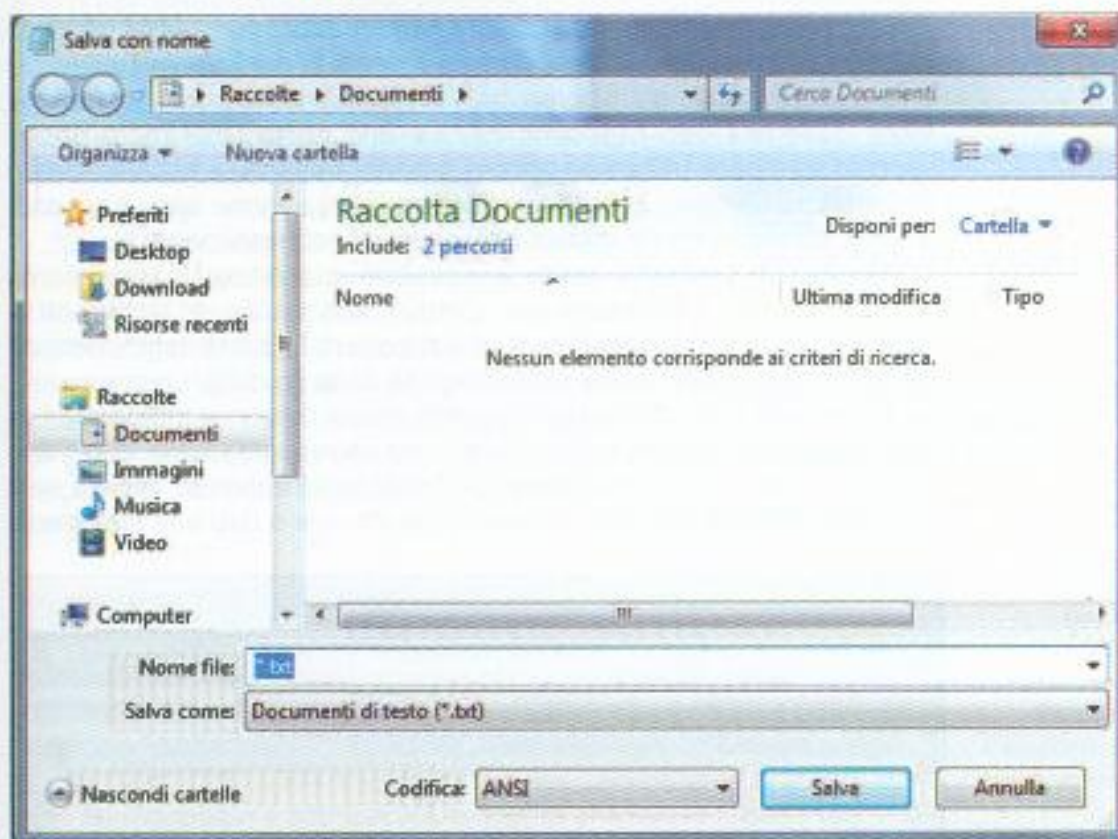 Salva con nome
Raccolte Documenti
Cerca Documenti
Organizza Nuova cartella
Preferiti
Desktop
Download
Risorse recenti
Raccolte
Documenti
Immagini
Musica
Video
Computer
Raccolta Documenti
Include: 2 percorsi
Disponi per: Cartella
Nome Ultima modifica Tipo
Nessun elemento corrisponde ai criteri di ricerca.
Nome file: *.txt
Salva come: Documenti di testo (*.txt)
Nascondi cartelle Codifica: ANSI Salva Annulla